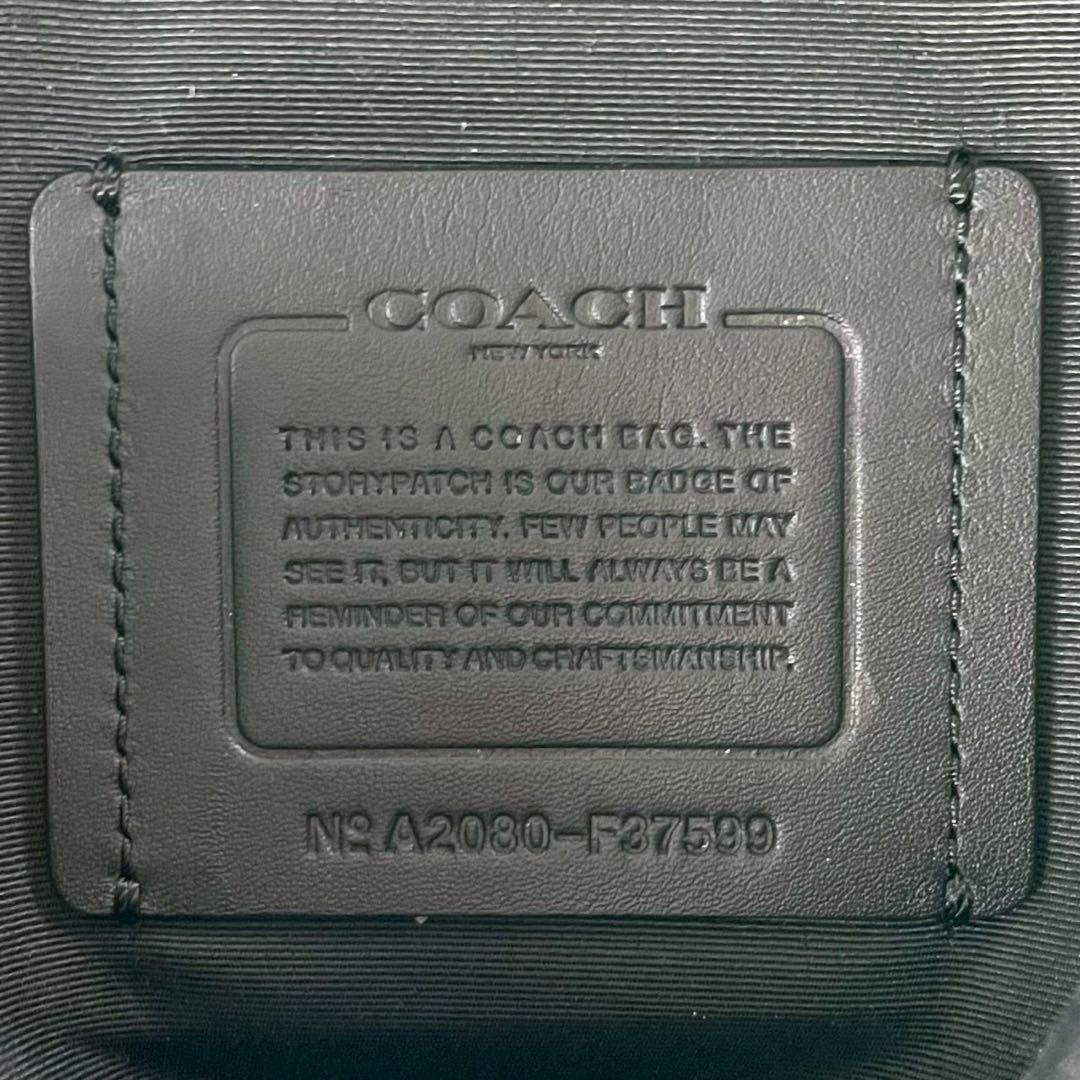 COACH
NEW YORK
THIS IS A COACH BAG. THE
STORYPATCH IS OUR BADGE OF
AUTHENTICITY. FEW PEOPLE MAY
SEE IT, BUT IT WILL ALWAYS BE A
REMINDER OF OUR COMMITMENT
TO QUALITY AND CRAFTSMANSHIP.
Nº A2080-F37599